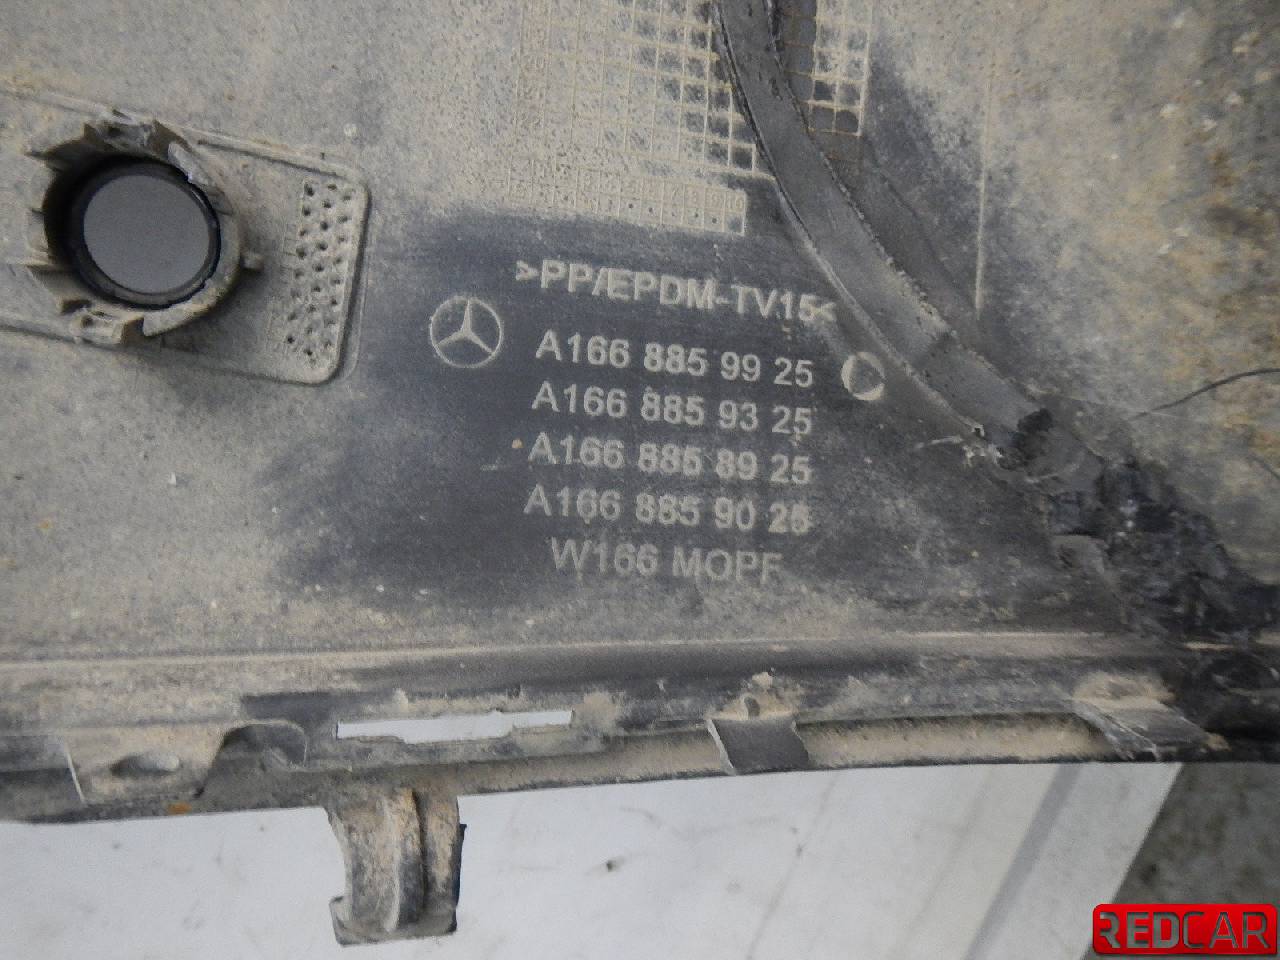 >PP/EPDM-TV15<
A166 885 99 25
A166 885 93 25
A166 885 89 25
A166 885 90 25
W166 MOPF
REDCAR